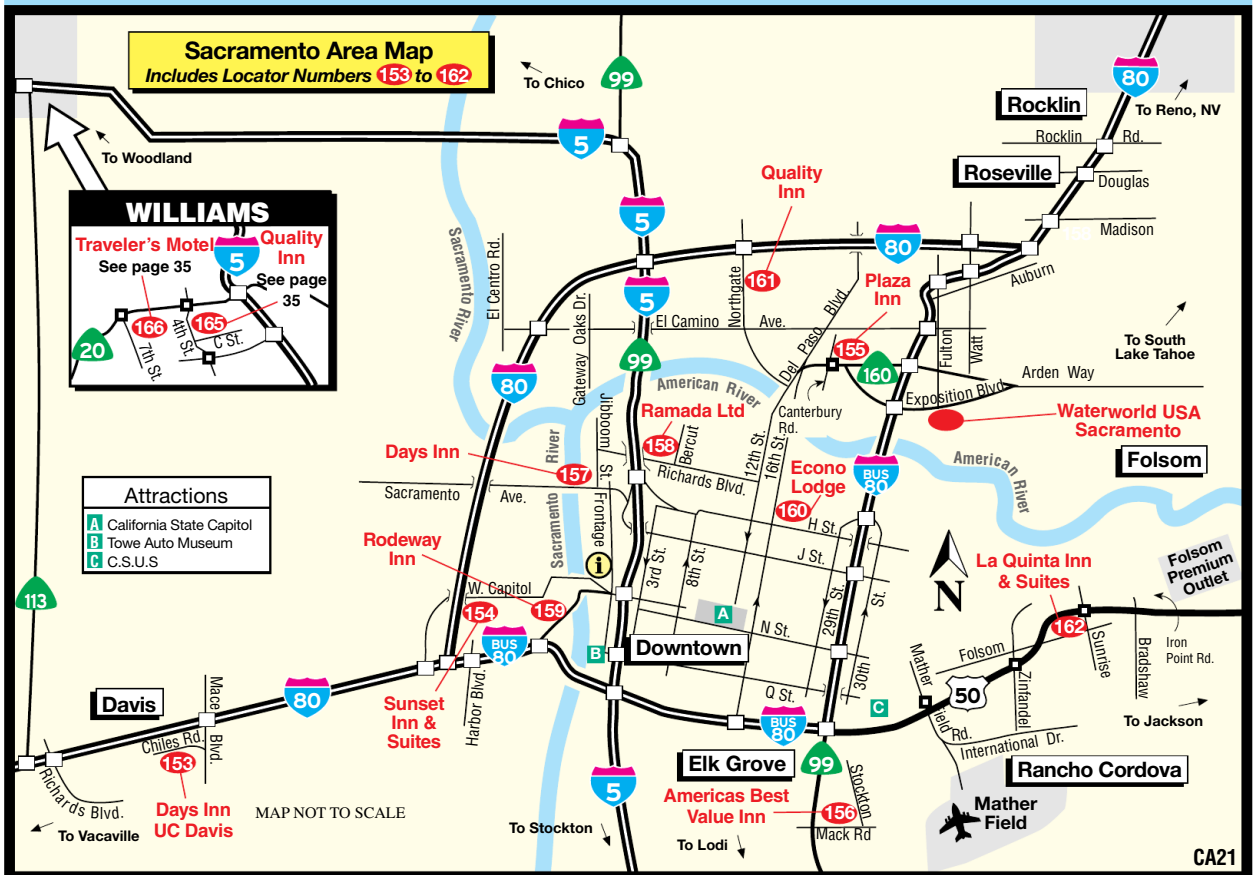 Sacramento Area Map
Includes Locator Numbers 153 to 162
To Chico
99
80
Rocklin
To Reno, NV
Rocklin Rd.
5
To Woodland
Roseville
Douglas
Quality
Inn
Madison
WILLIAMS
Traveler's Motel
See page 35
5
Quality
Inn
See page
35
166
165
4th St.
C St.
7th St.
20
5
Sacramento River
El Centro Rd.
80
161
Northgate
Auburn
Plaza
Inn
5
Gateway Oaks Dr.
El Camino Ave.
Del Paso Blvd.
155
Fulton
Watt
To South
Lake Tahoe
99
80
160
American River
Arden Way
Exposition Blvd.
Canterbury
Rd.
Ramada Ltd
158
Bercut
Jibboom St.
12th St.
16th St.
Waterworld USA
Sacramento
Folsom
Days Inn
157
Richards Blvd.
Econo
Lodge
160
BUS
80
American
River
Sacramento Ave.
Sacramento River
Frontage
H St.
Attractions
A California State Capitol
B Towe Auto Museum
C C.S.U.S
Rodeway
Inn
i
3rd St.
8th St.
J St.
N
La Quinta Inn
& Suites
162
Folsom
Premium
Outlet
113
W. Capitol
154
159
A
N St.
29th St.
30th St.
BUS
80
B
Downtown
Mather Field Rd.
Folsom
Sunrise
Bradshaw
Iron
Point Rd.
Zinfandel
50
Q St.
C
To Jackson
Davis
Mace Blvd.
80
Sunset
Inn &
Suites
Harbor Blvd.
BUS
80
International Dr.
Chiles Rd.
153
Days Inn
UC Davis
Richards Blvd.
To Vacaville
MAP NOT TO SCALE
Elk Grove
99
Stockton
Rancho Cordova
5
Americas Best
Value Inn
156
Mack Rd
Mather
Field
To Stockton
To Lodi
CA21